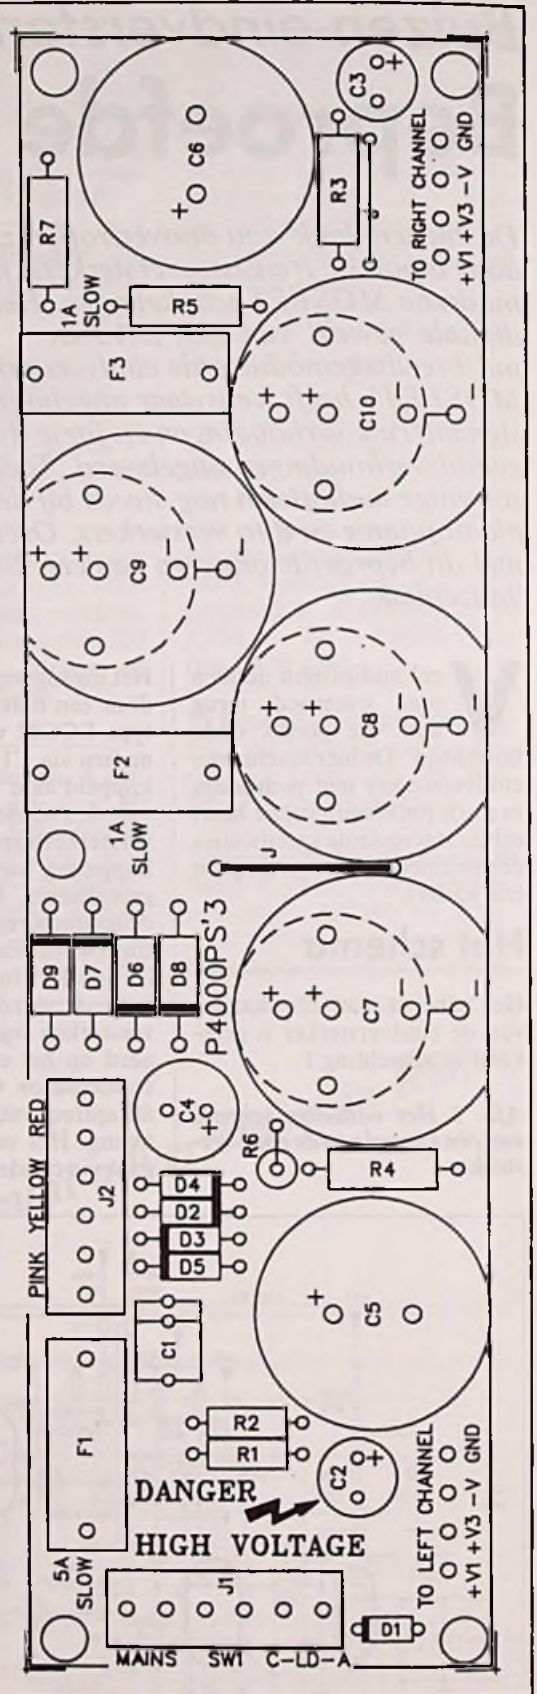 C3
+
C6
+
R3
R7
TO RIGHT CHANNEL
+V1 +V3 -V GND
1A
SLOW
R5
F3
+ + C10 - -
+ + C9 - -
+ + C8 - -
F2
1A
SLOW
J
D9
D7
D6
D8
P4000PS'3
+ + C7 - -
PINK YELLOW RED
J2
C4
+
R6
R4
D4
D2
D3
D5
C1
+
C5
F1
R2
R1
C2
+
DANGER
HIGH VOLTAGE
TO LEFT CHANNEL
+V1 +V3 -V GND
5A
SLOW
J1
D1
MAINS SW1 C-LD-A